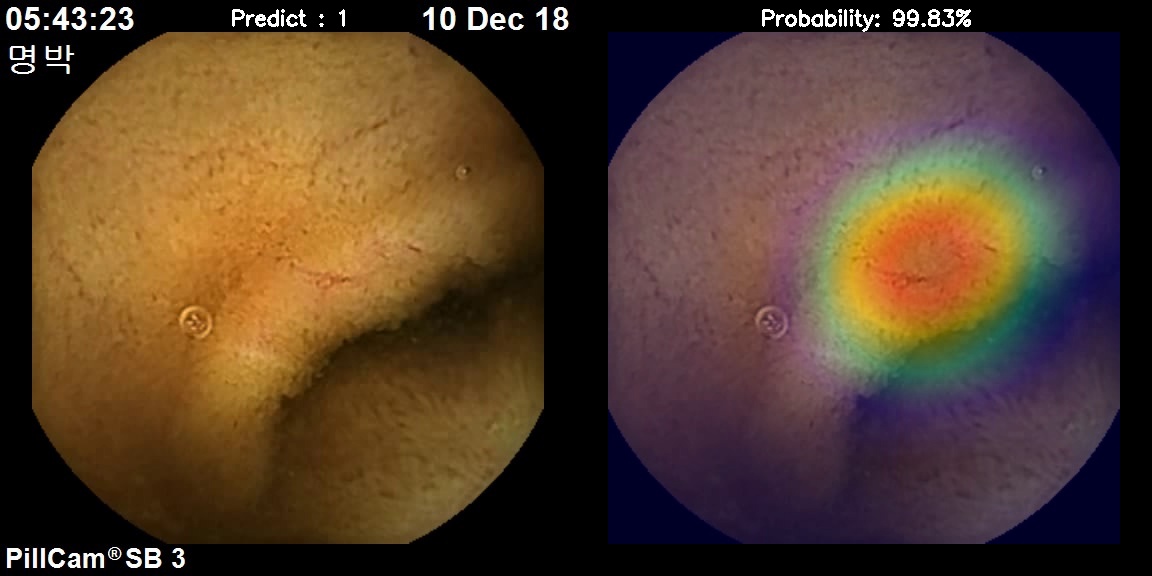 05:43:23 Predict : 1 10 Dec 18 Probability: 99.83%
명박
PillCam® SB 3